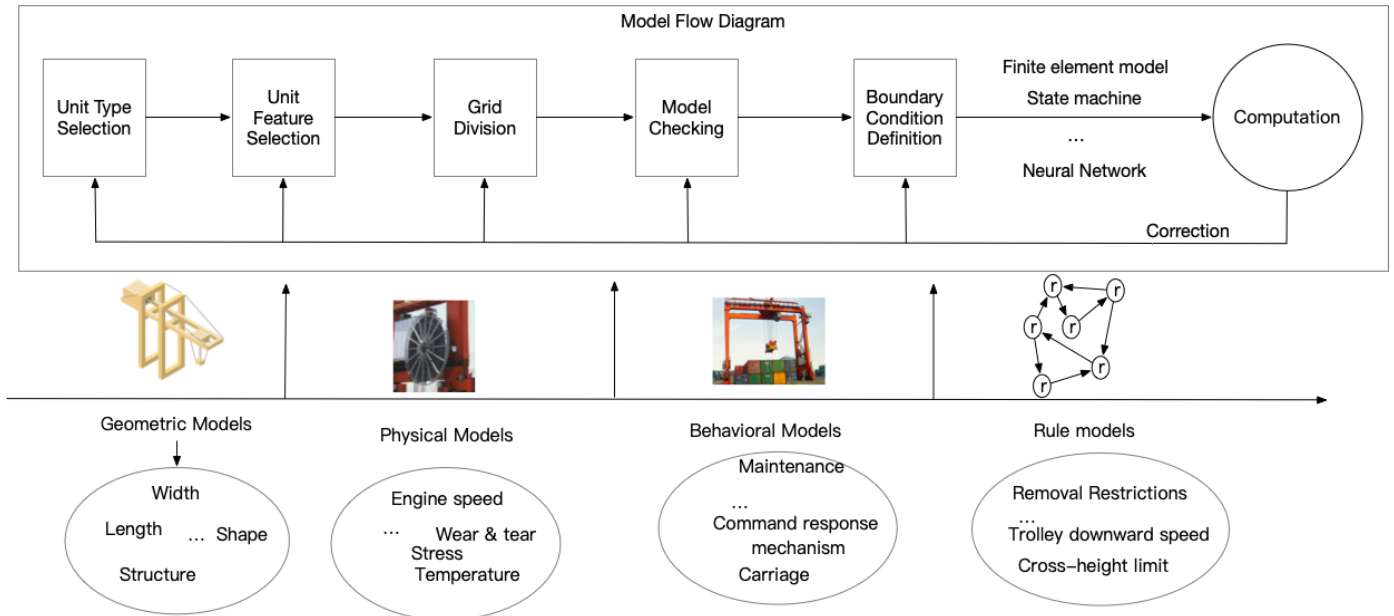 Model Flow Diagram
Unit Type
Selection
Unit
Feature
Selection
Grid
Division
Model
Checking
Boundary
Condition
Definition
Finite element model
State machine
...
Neural Network
Computation
Correction
r
r
r
r
r
r
Geometric Models
Physical Models
Behavioral Models
Rule models
Width
Length
... Shape
Structure
Engine speed
... Wear & tear
Stress
Temperature
Maintenance
...
Command response
mechanism
Carriage
Removal Restrictions
...
Trolley downward speed
Cross-height limit